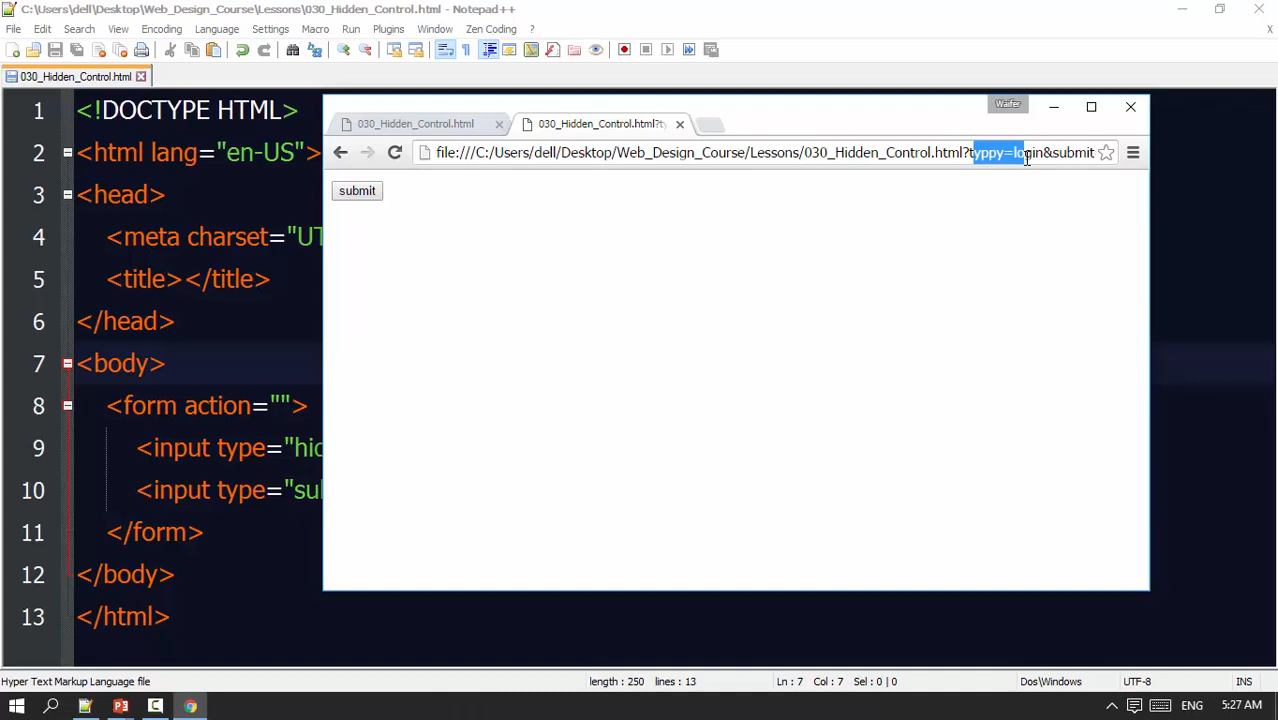 C:\Users\dell\Desktop\Web_Design_Course\Lessons\030_Hidden_Control.html - Notepad++
File Edit Search View Encoding Language Settings Macro Run Plugins Window Zen Coding ? X
030_Hidden_Control.html
1 <!DOCTYPE HTML>
2 <html lang="en-US">
3 <head>
4 <meta charset="UT
5 <title></title>
6 </head>
7 <body>
8 <form action="">
9 <input type="hid
10 <input type="sul
11 </form>
12 </body>
13 </html>
Waifer
030_Hidden_Control.html
030_Hidden_Control.html?t
file:///C:/Users/dell/Desktop/Web_Design_Course/Lessons/030_Hidden_Control.html?typpy=login&submit
submit
Hyper Text Markup Language file length : 250 lines : 13 Ln : 7 Col : 7 Sel : 0 | 0 Dos\Windows UTF-8 INS
ENG 5:27 AM